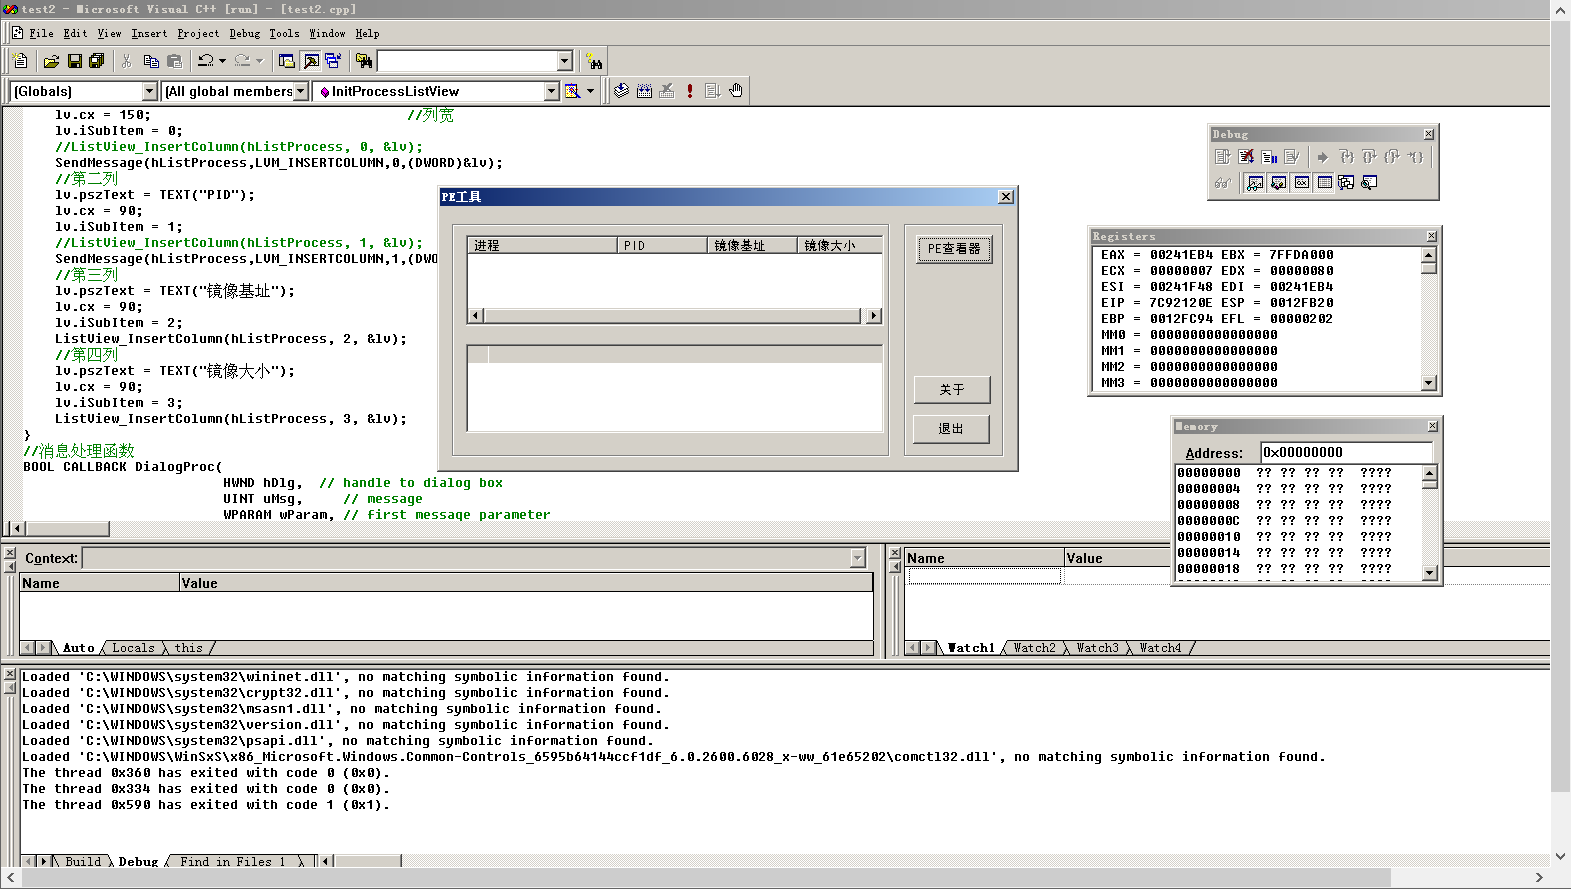 test2 - Microsoft Visual C++ [run] - [test2.cpp]
File Edit View Insert Project Debug Tools Window Help
(Globals) (All global members InitProcessListView
lv.cx = 150; //列宽
lv.iSubItem = 0;
//ListView_InsertColumn(hListProcess, 0, &lv);
SendMessage(hListProcess,LVM_INSERTCOLUMN,0,(DWORD)&lv);
//第二列
lv.pszText = TEXT("PID");
lv.cx = 90;
lv.iSubItem = 1;
//ListView_InsertColumn(hListProcess, 1, &lv);
SendMessage(hListProcess,LVM_INSERTCOLUMN,1,(DWO
//第三列
lv.pszText = TEXT("镜像基址");
lv.cx = 90;
lv.iSubItem = 2;
ListView_InsertColumn(hListProcess, 2, &lv);
//第四列
lv.pszText = TEXT("镜像大小");
lv.cx = 90;
lv.iSubItem = 3;
ListView_InsertColumn(hListProcess, 3, &lv);
}
//消息处理函数
BOOL CALLBACK DialogProc(
HWND hDlg, // handle to dialog box
UINT uMsg, // message
WPARAM wParam, // first message parameter
PE工具
进程 PID 镜像基址 镜像大小
PE查看器
关于
退出
Debug
Registers
EAX = 00241EB4 EBX = 7FFDA000
ECX = 00000007 EDX = 00000080
ESI = 00241F48 EDI = 00241EB4
EIP = 7C92120E ESP = 0012FB20
EBP = 0012FC94 EFL = 00000202
MM0 = 0000000000000000
MM1 = 0000000000000000
MM2 = 0000000000000000
MM3 = 0000000000000000
Memory
Address: 0x00000000
00000000 ?? ?? ?? ?? ????
00000004 ?? ?? ?? ?? ????
00000008 ?? ?? ?? ?? ????
0000000C ?? ?? ?? ?? ????
00000010 ?? ?? ?? ?? ????
00000014 ?? ?? ?? ?? ????
00000018 ?? ?? ?? ?? ????
Context:
Name Value
Auto Locals this
Name Value
Watch1 Watch2 Watch3 Watch4
Loaded 'C:\WINDOWS\system32\wininet.dll', no matching symbolic information found.
Loaded 'C:\WINDOWS\system32\crypt32.dll', no matching symbolic information found.
Loaded 'C:\WINDOWS\system32\msasn1.dll', no matching symbolic information found.
Loaded 'C:\WINDOWS\system32\version.dll', no matching symbolic information found.
Loaded 'C:\WINDOWS\system32\psapi.dll', no matching symbolic information found.
Loaded 'C:\WINDOWS\WinSxS\x86_Microsoft.Windows.Common-Controls_6595b64144ccf1df_6.0.2600.6028_x-ww_61e65202\comctl32.dll', no matching symbolic information found.
The thread 0x360 has exited with code 0 (0x0).
The thread 0x334 has exited with code 0 (0x0).
The thread 0x590 has exited with code 1 (0x1).
Build Debug Find in Files 1